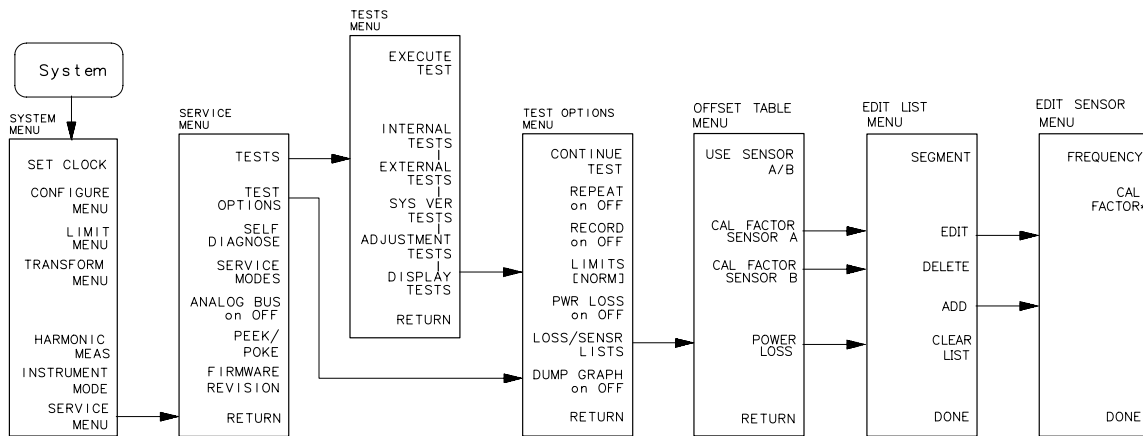 System
SYSTEM
MENU
SET CLOCK
CONFIGURE
MENU
LIMIT
MENU
TRANSFORM
MENU
HARMONIC
MEAS
INSTRUMENT
MODE
SERVICE
MENU
SERVICE
MENU
TESTS
TEST
OPTIONS
SELF
DIAGNOSE
SERVICE
MODES
ANALOG BUS
on OFF
PEEK/
POKE
FIRMWARE
REVISION
RETURN
TESTS
MENU
EXECUTE
TEST
INTERNAL
TESTS
EXTERNAL
TESTS
SYS VER
TESTS
ADJUSTMENT
TESTS
DISPLAY
TESTS
RETURN
TEST OPTIONS
MENU
CONTINUE
TEST
REPEAT
on OFF
RECORD
on OFF
LIMITS
[NORM]
PWR LOSS
on OFF
LOSS/SENSR
LISTS
DUMP GRAPH
on OFF
RETURN
OFFSET TABLE
MENU
USE SENSOR
A/B
CAL FACTOR
SENSOR A
CAL FACTOR
SENSOR B
POWER
LOSS
RETURN
EDIT LIST
MENU
SEGMENT
EDIT
DELETE
ADD
CLEAR
LIST
DONE
EDIT SENSOR
MENU
FREQUENCY
CAL
FACTOR%
DONE